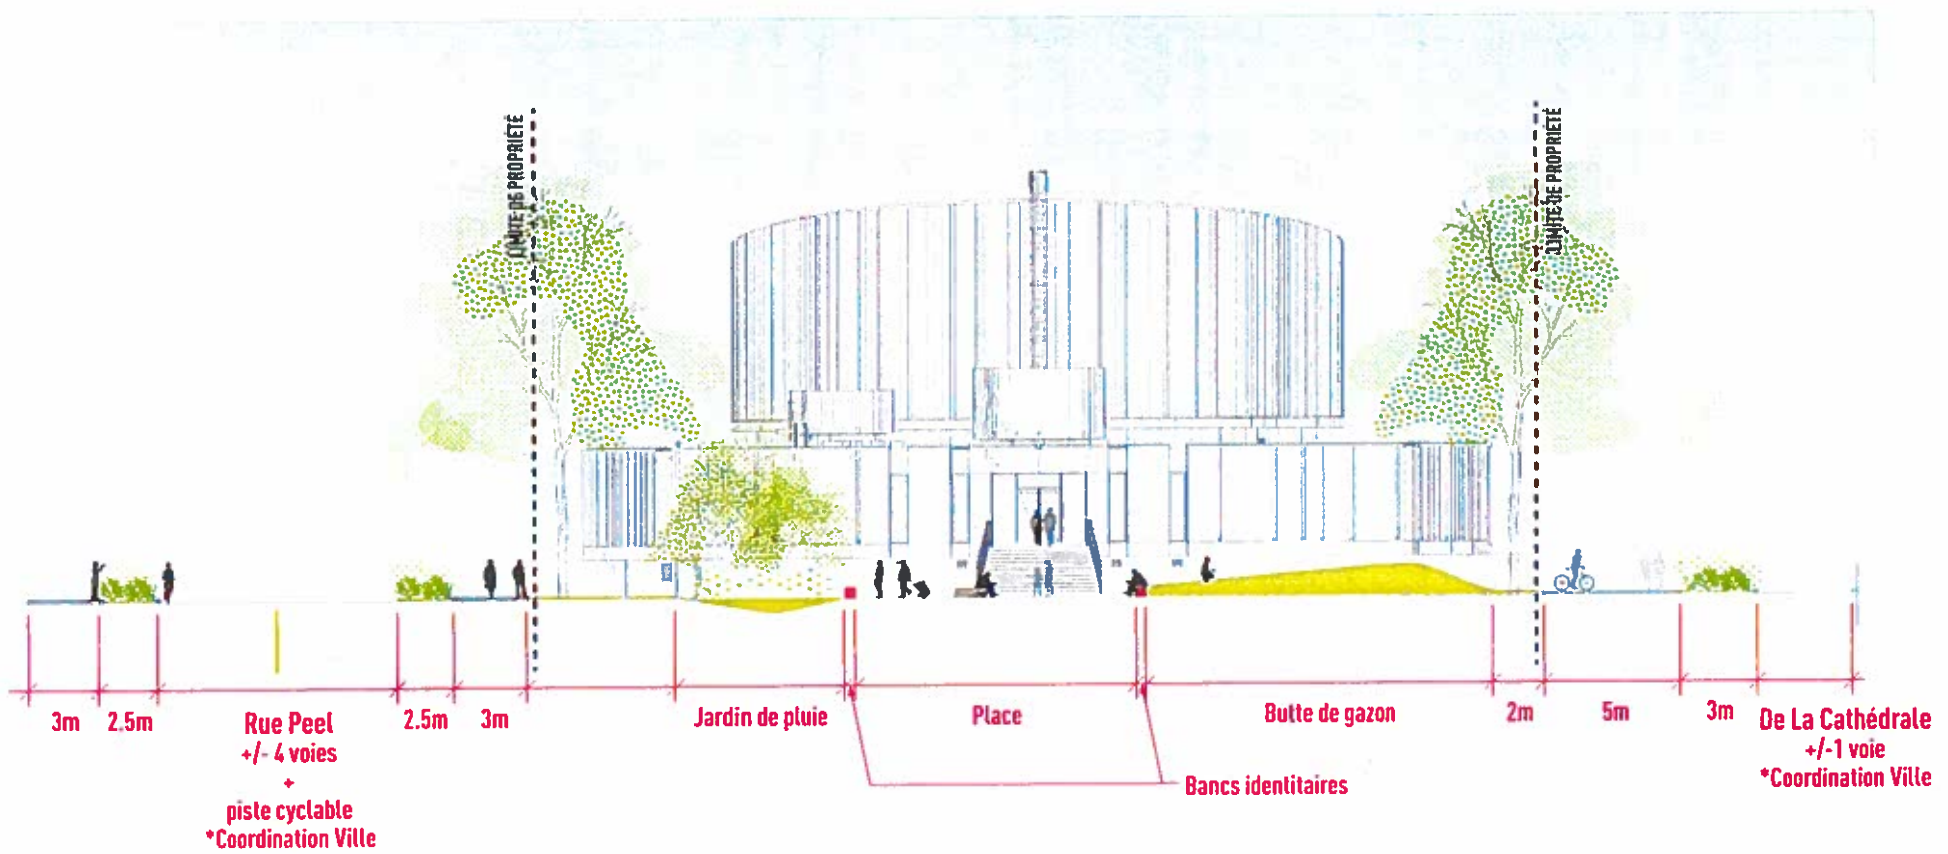 LIMITE DE PROPRIÉTÉ
LIMITE DE PROPRIÉTÉ
3m
2.5m
Rue Peel
+/- 4 voies
+
piste cyclable
*Coordination Ville
2.5m
3m
Jardin de pluie
Place
Butte de gazon
2m
5m
3m
De La Cathédrale
+/-1 voie
*Coordination Ville
Bancs identitaires